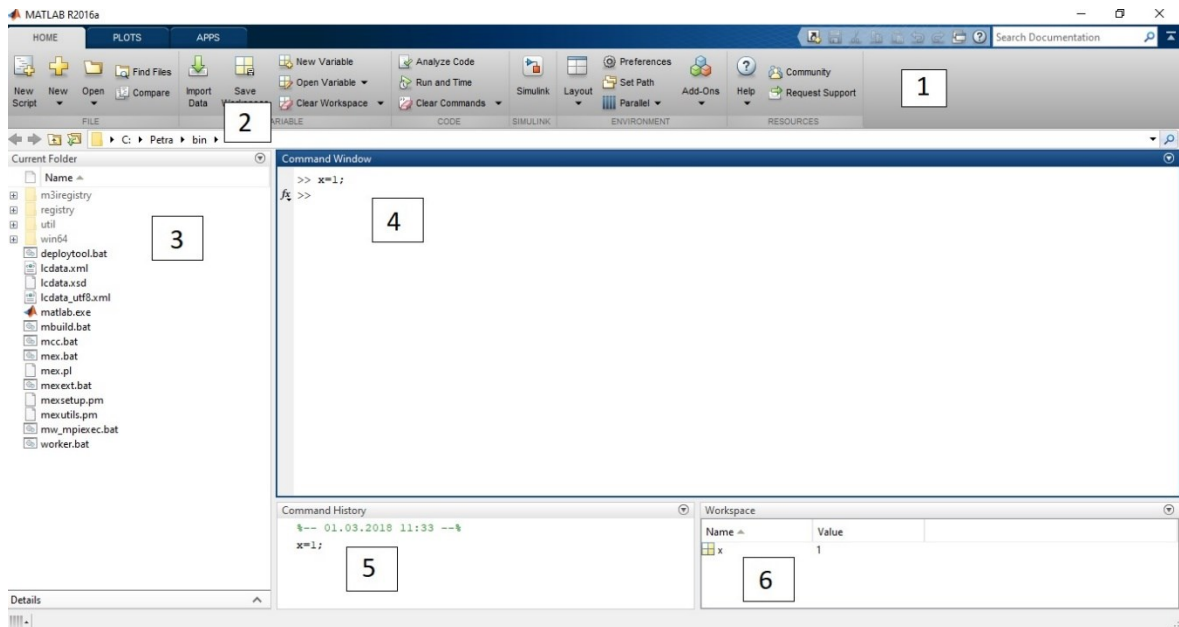 MATLAB R2016a
HOME PLOTS APPS
Search Documentation
New Script
New
Open
Find Files
Compare
Import Data
Save
New Variable
Open Variable
Clear Workspace
Analyze Code
Run and Time
Clear Commands
Simulink
Layout
Preferences
Set Path
Parallel
Add-Ons
Help
Community
Request Support
1
FILE
2
CODE SIMULINK ENVIRONMENT RESOURCES
C: Petra bin
Current Folder
Name
m3iregistry
registry
util
win64
deploytool.bat
lcdata.xml
lcdata.xsd
lcdata_utf8.xml
matlab.exe
mbuild.bat
mcc.bat
mex.bat
mex.pl
mexext.bat
mexsetup.pm
mexutils.pm
mw_mpiexec.bat
worker.bat
3
Details
Command Window
>> x=1;
fx >>
4
Command History
%-- 01.03.2018 11:33 --%
x=1;
5
Workspace
Name Value
x 1
6